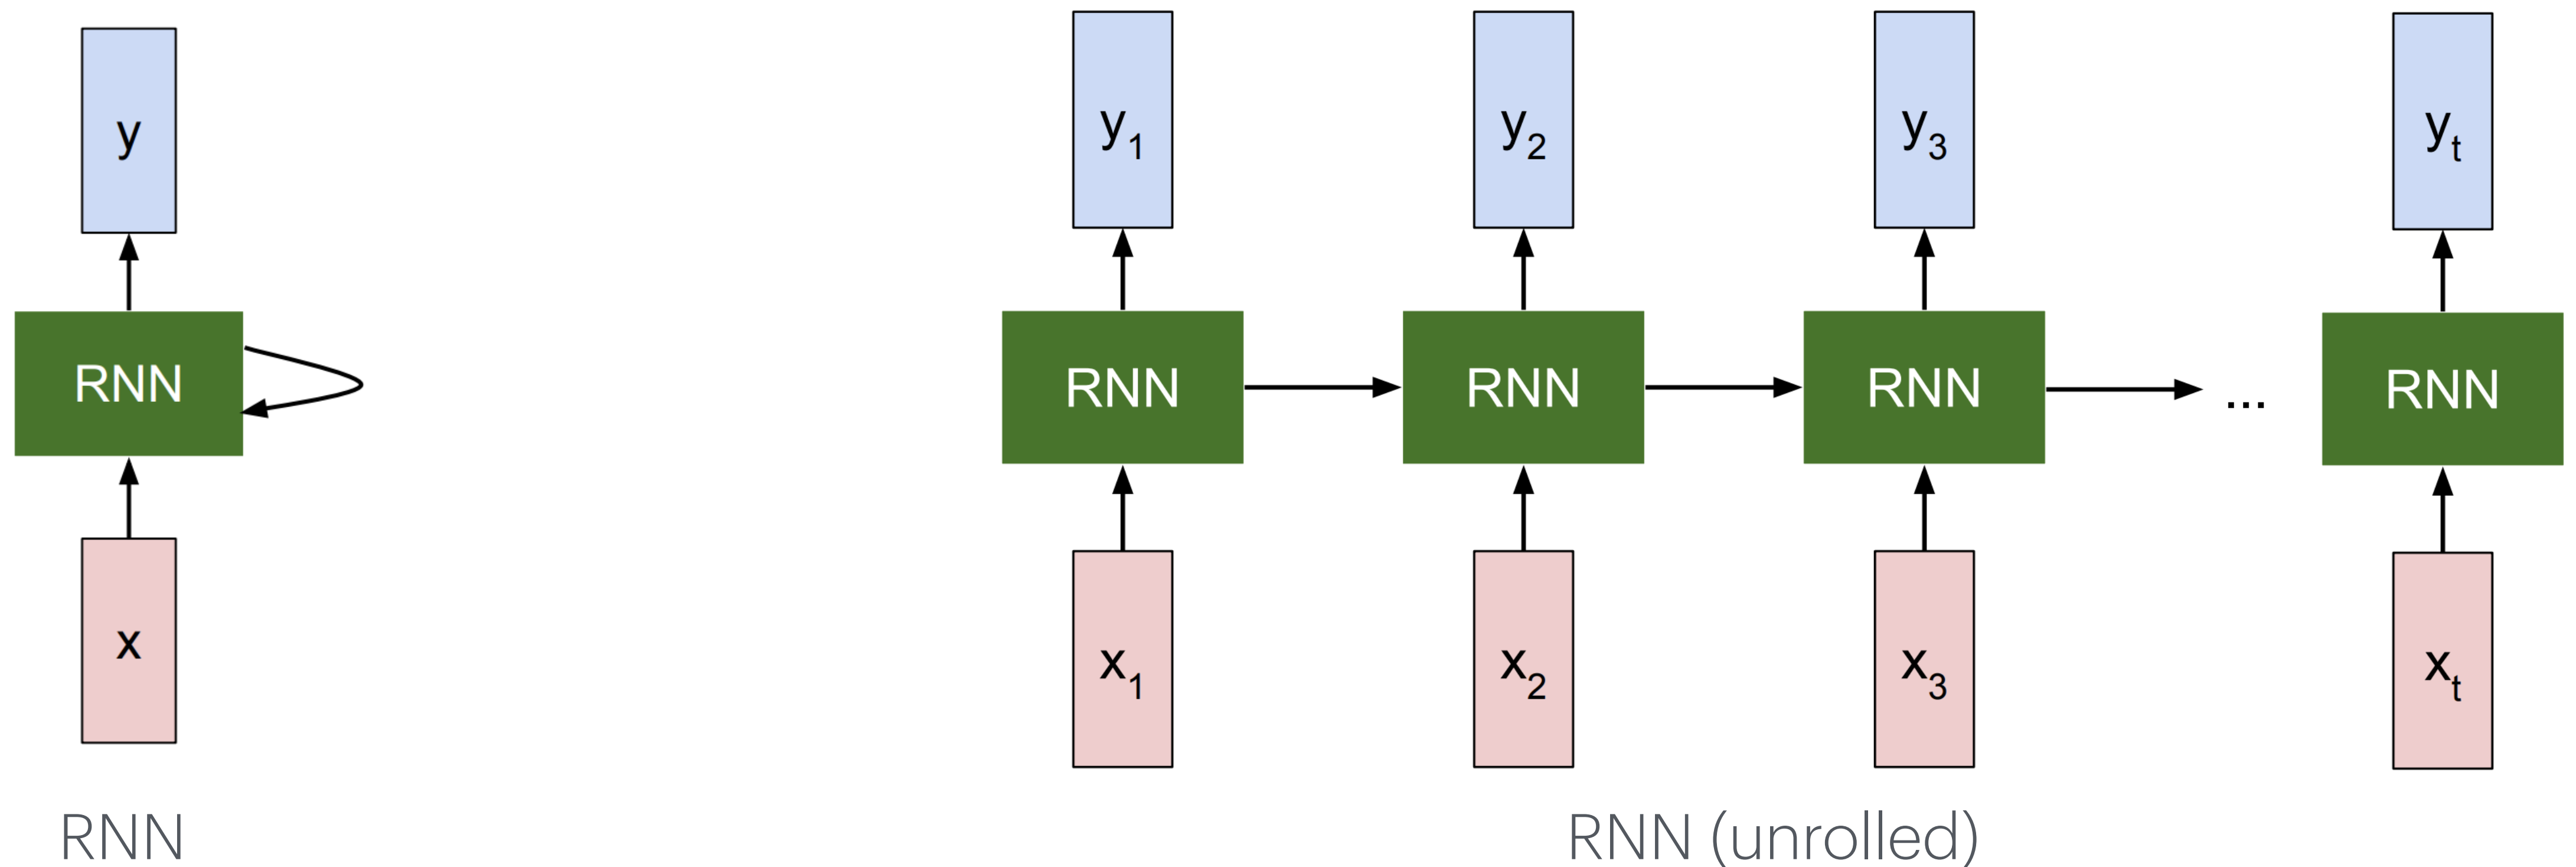 y
RNN
x
RNN
y₁ y₂ y₃ yₜ
RNN RNN RNN ... RNN
x₁ x₂ x₃ xₜ
RNN (unrolled)